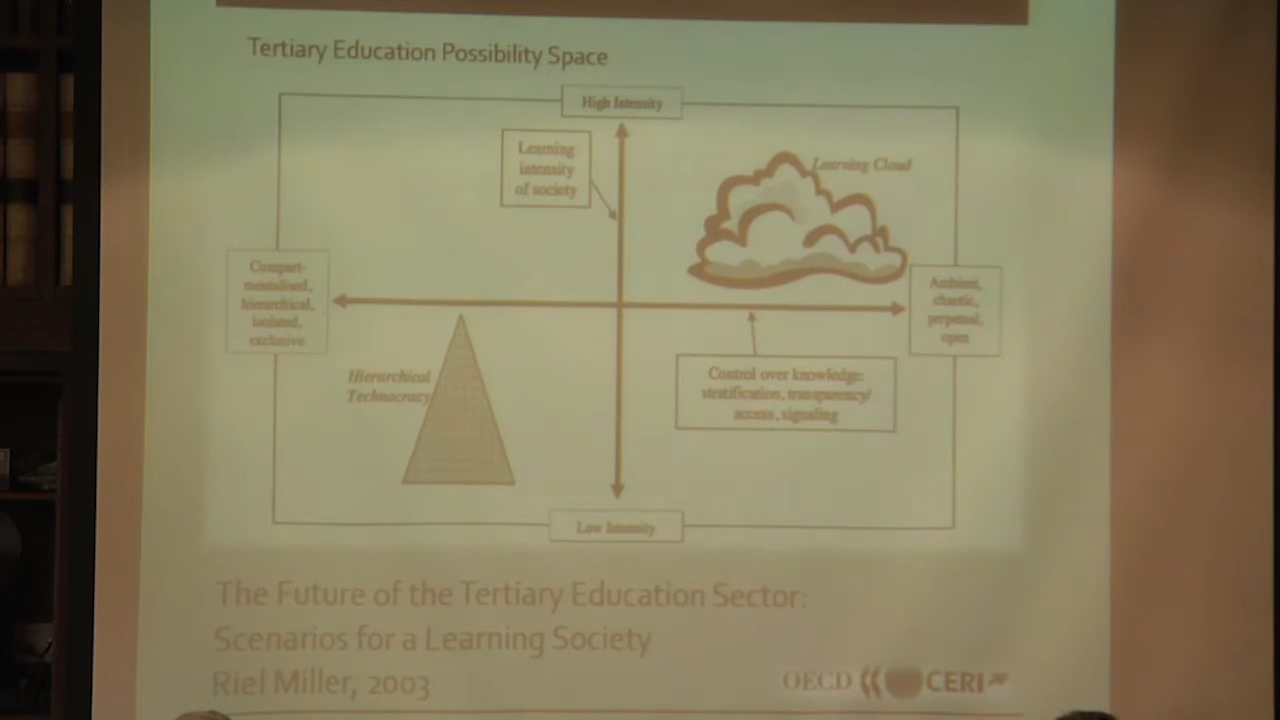 Tertiary Education Possibility Space
High Intensity
Learning
intensity
of society
Learning Cloud
Compart-
mentalised,
hierarchical,
isolated,
exclusive
Ambient,
chaotic,
perpetual,
open
Hierarchical
Technocracy
Control over knowledge:
stratification, transparency/
access, signaling
Low Intensity
The Future of the Tertiary Education Sector:
Scenarios for a Learning Society
Riel Miller, 2003
OECD CERI